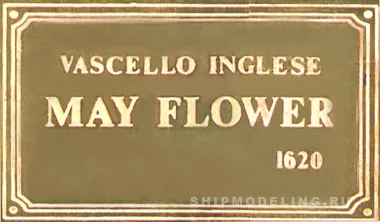 VASCELLO INGLESE
MAY FLOWER
1620
SHIPMODELING.RU